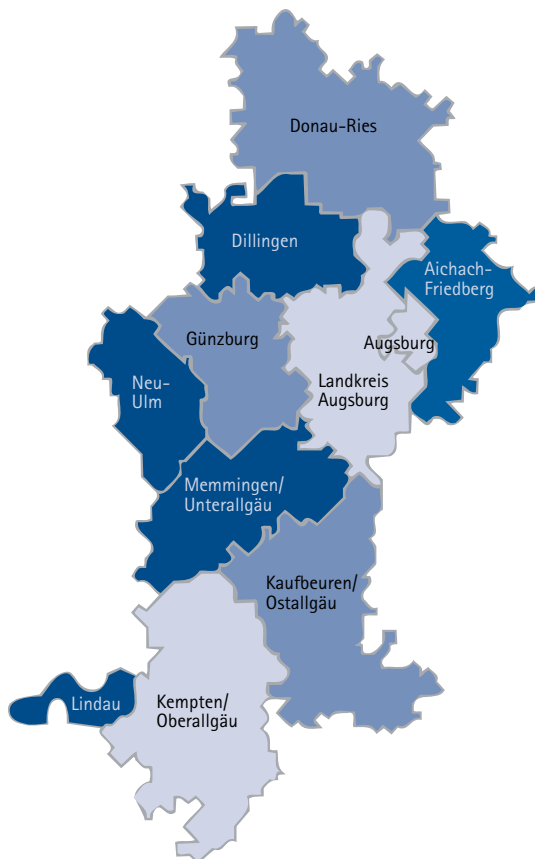 Donau-Ries
Dillingen
Aichach-
Friedberg
Günzburg
Augsburg
Neu-
Ulm
Landkreis
Augsburg
Memmingen/
Unterallgäu
Kaufbeuren/
Ostallgäu
Lindau
Kempten/
Oberallgäu